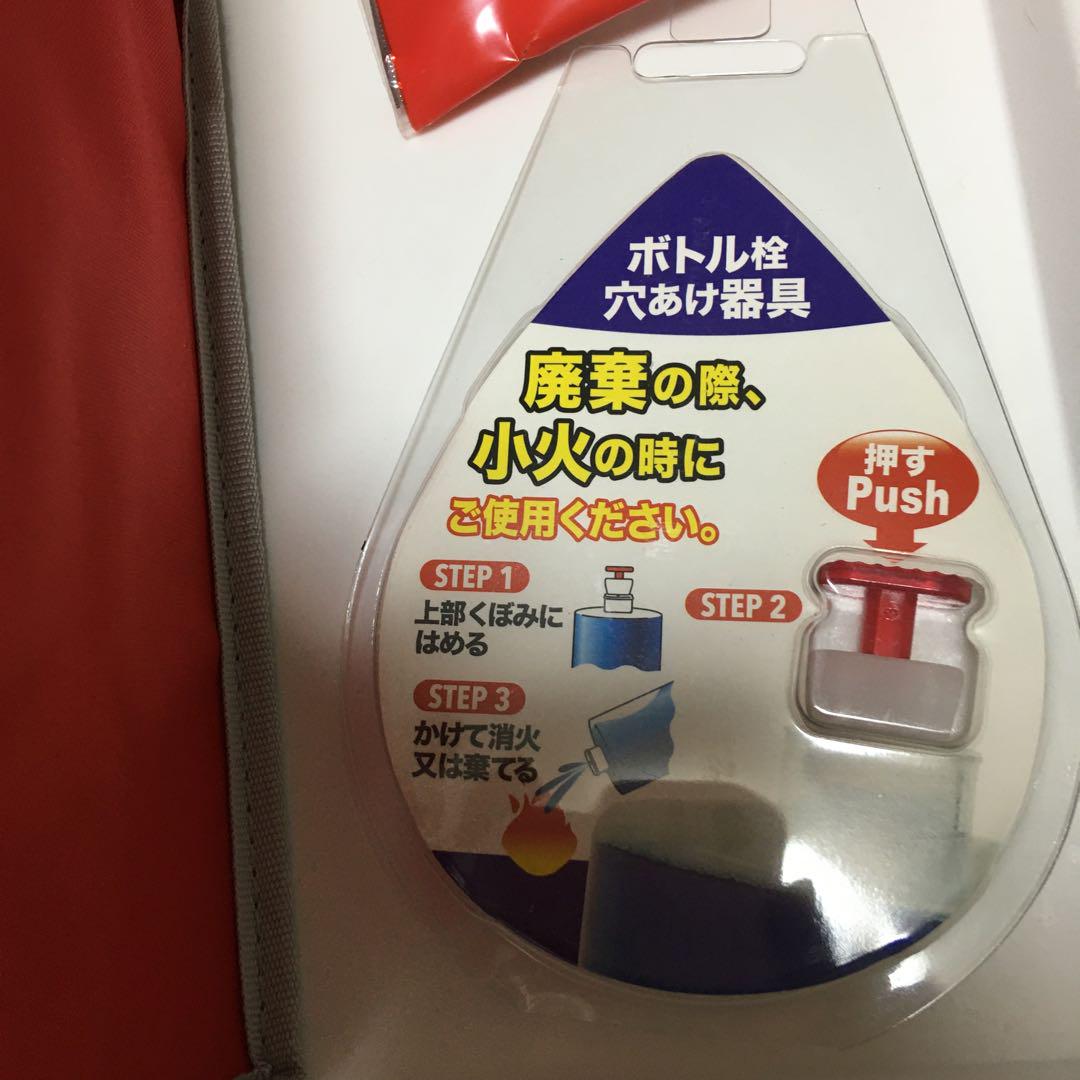 ボトル栓
穴あけ器具
廃棄の際、
小火の時に
ご使用ください。
押す
Push
STEP 1
上部くぼみに
はめる
STEP 2
STEP 3
かけて消火
又は棄てる